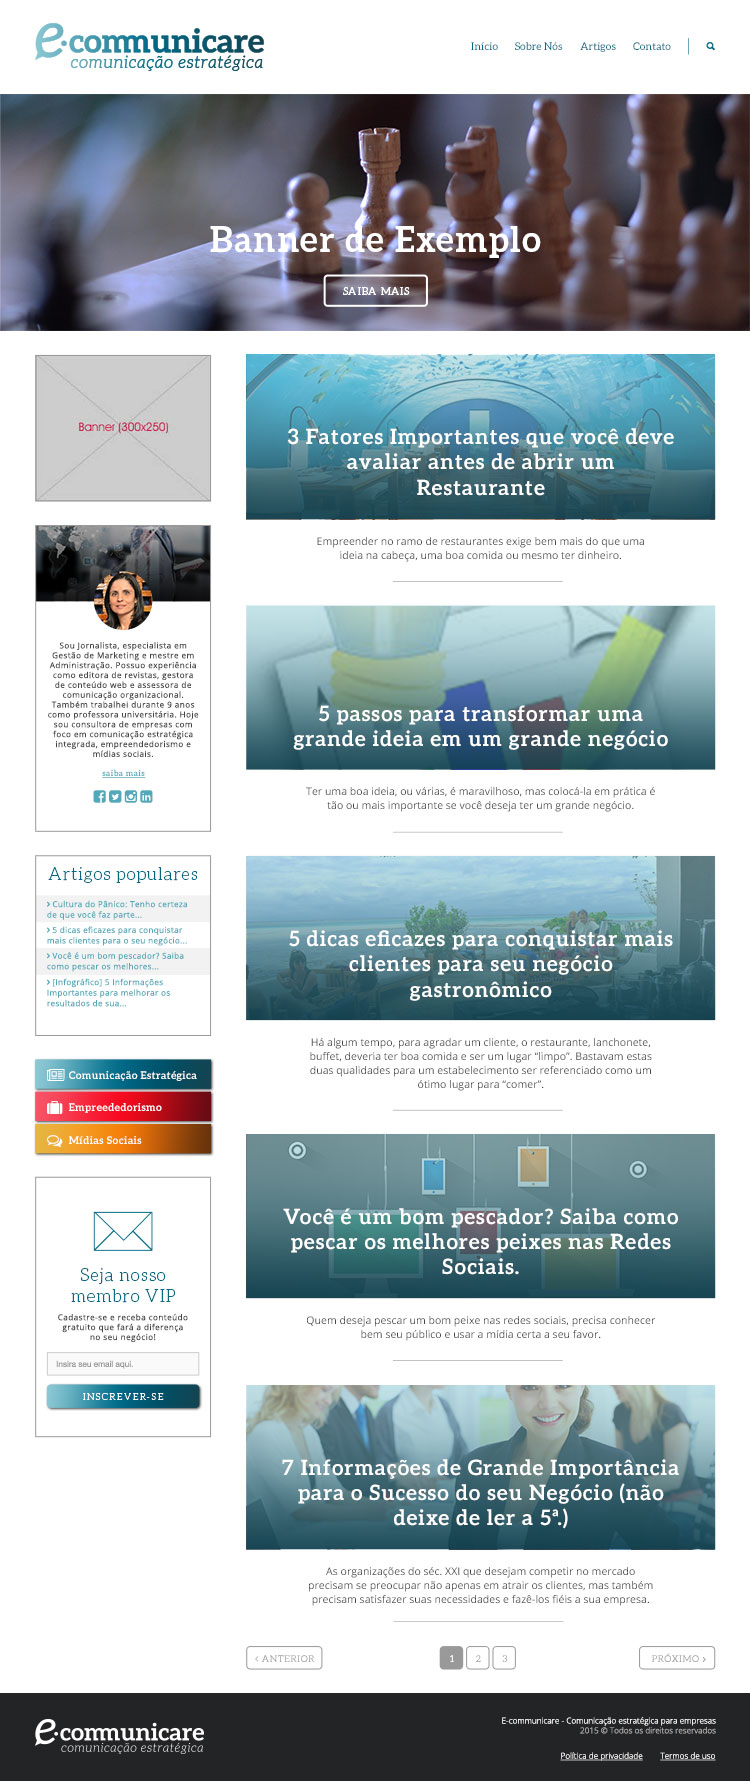 e·communicare
comunicação estratégica
Início Sobre Nós Artigos Contato
Banner de Exemplo
SAIBA MAIS
Banner (300x250)
Sou Jornalista, especialista em
Gestão de Marketing e mestre em
Administração. Possuo experiência
como editora de revistas, gestora
de conteúdo web e assessora de
comunicação organizacional.
Também trabalhei durante 9 anos
como professora universitária. Hoje
sou consultora de empresas com
foco em comunicação estratégica
integrada, empreendedorismo e
mídias sociais.
saiba mais
Artigos populares
› Cultura do Pânico: Tenho certeza
de que você faz parte...
› 5 dicas eficazes para conquistar
mais clientes para o seu negócio...
› Você é um bom pescador? Saiba
como pescar os melhores...
› [Infográfico] 5 Informações
Importantes para melhorar os
resultados de sua...
Comunicação Estratégica
Empreededorismo
Mídias Sociais
Seja nosso
membro VIP
Cadastre-se e receba conteúdo
gratuito que fará a diferença
no seu negócio!
Insira seu email aqui.
INSCREVER-SE
3 Fatores Importantes que você deve
avaliar antes de abrir um
Restaurante
Empreender no ramo de restaurantes exige bem mais do que uma
ideia na cabeça, uma boa comida ou mesmo ter dinheiro.
5 passos para transformar uma
grande ideia em um grande negócio
Ter uma boa ideia, ou várias, é maravilhoso, mas colocá-la em prática é
tão ou mais importante se você deseja ter um grande negócio.
5 dicas eficazes para conquistar mais
clientes para seu negócio
gastronômico
Há algum tempo, para agradar um cliente, o restaurante, lanchonete,
buffet, deveria ter boa comida e ser um lugar “limpo”. Bastavam estas
duas qualidades para um estabelecimento ser referenciado como um
ótimo lugar para “comer”.
Você é um bom pescador? Saiba como
pescar os melhores peixes nas Redes
Sociais.
Quem deseja pescar um bom peixe nas redes sociais, precisa conhecer
bem seu público e usar a mídia certa a seu favor.
7 Informações de Grande Importância
para o Sucesso do seu Negócio (não
deixe de ler a 5ª.)
As organizações do séc. XXI que desejam competir no mercado
precisam se preocupar não apenas em atrair os clientes, mas também
precisam satisfazer suas necessidades e fazê-los fiéis a sua empresa.
‹ ANTERIOR 1 2 3 PRÓXIMO ›
e·communicare
comunicação estratégica
E-communicare - Comunicação estratégica para empresas
2015 © Todos os direitos reservados
Política de privacidade Termos de uso